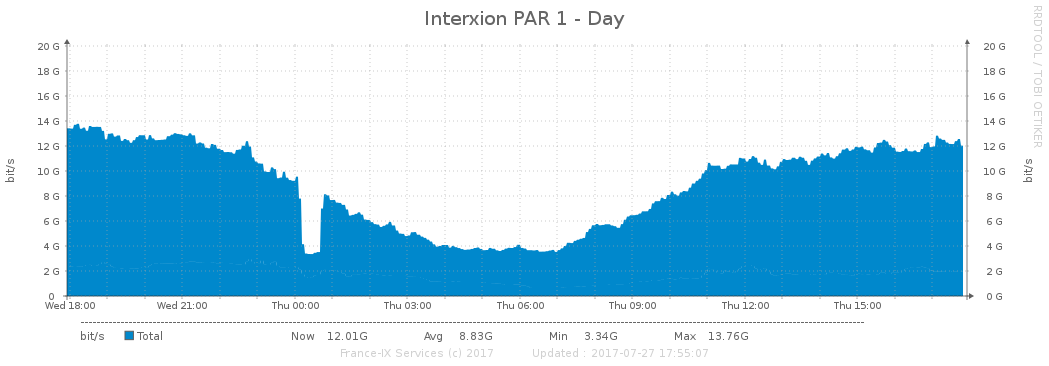 Interxion PAR 1 - Day
RRDTOOL / TOBI OETIKER
bit/s
20 G
18 G
16 G
14 G
12 G
10 G
8 G
6 G
4 G
2 G
0
20 G
18 G
16 G
14 G
12 G
10 G
8 G
6 G
4 G
2 G
0 G
bit/s
Wed 18:00 Wed 21:00 Thu 00:00 Thu 03:00 Thu 06:00 Thu 09:00 Thu 12:00 Thu 15:00
bit/s Total Now 12.01G Avg 8.83G Min 3.34G Max 13.76G
France-IX Services (c) 2017 Updated : 2017-07-27 17:55:07